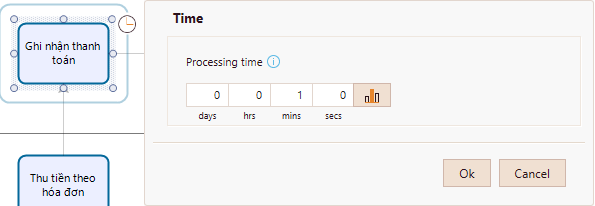 Ghi nhận thanh
toán
Thu tiền theo
hóa đơn
Time
Processing time
0 0 1 0
days hrs mins secs
Ok Cancel